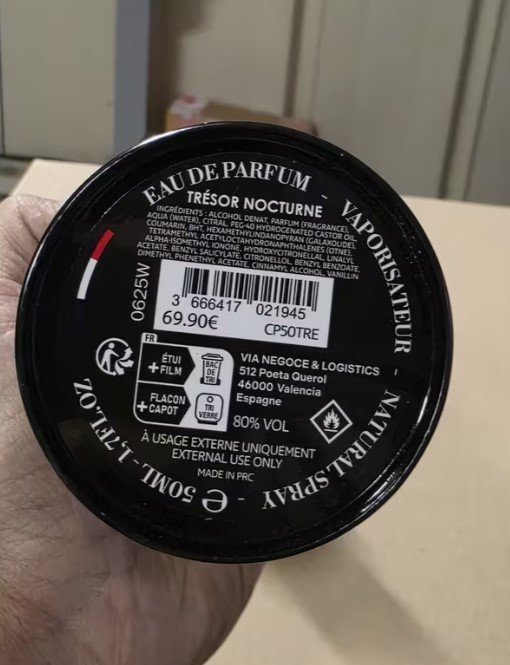 EAU DE PARFUM - VAPORISATEUR - NATURAL SPRAY - ℮ 50ML - 1.7FL.OZ
TRÉSOR NOCTURNE
INGRÉDIENTS : ALCOHOL DENAT, PARFUM (FRAGRANCE),
AQUA (WATER), CITRAL, PEG-40 HYDROGENATED CASTOR OIL,
COUMARIN, BHT, HEXAMETHYLINDANOPYRAN (GALAXOLIDE),
TETRAMETHYL ACETYLOCTAHYDRONAPHTHALENES (OTNE),
ALPHA-ISOMETHYL IONONE, HYDROXYCITRONELLAL, LINALYL
ACETATE, BENZYL SALICYLATE, CITRONELLOL, BENZYL BENZOATE,
DIMETHYL PHENETHYL ACETATE, CINNAMYL ALCOHOL, VANILLIN
0625W
3 666417 021945
69.90€ CP50TRE
FR
ÉTUI
+ FILM
BAC
DE
TRI
FLACON
+ CAPOT
TRI
VERRE
VIA NEGOCE & LOGISTICS
512 Poeta Querol
46000 Valencia
Espagne
80% VOL
À USAGE EXTERNE UNIQUEMENT
EXTERNAL USE ONLY
MADE IN PRC